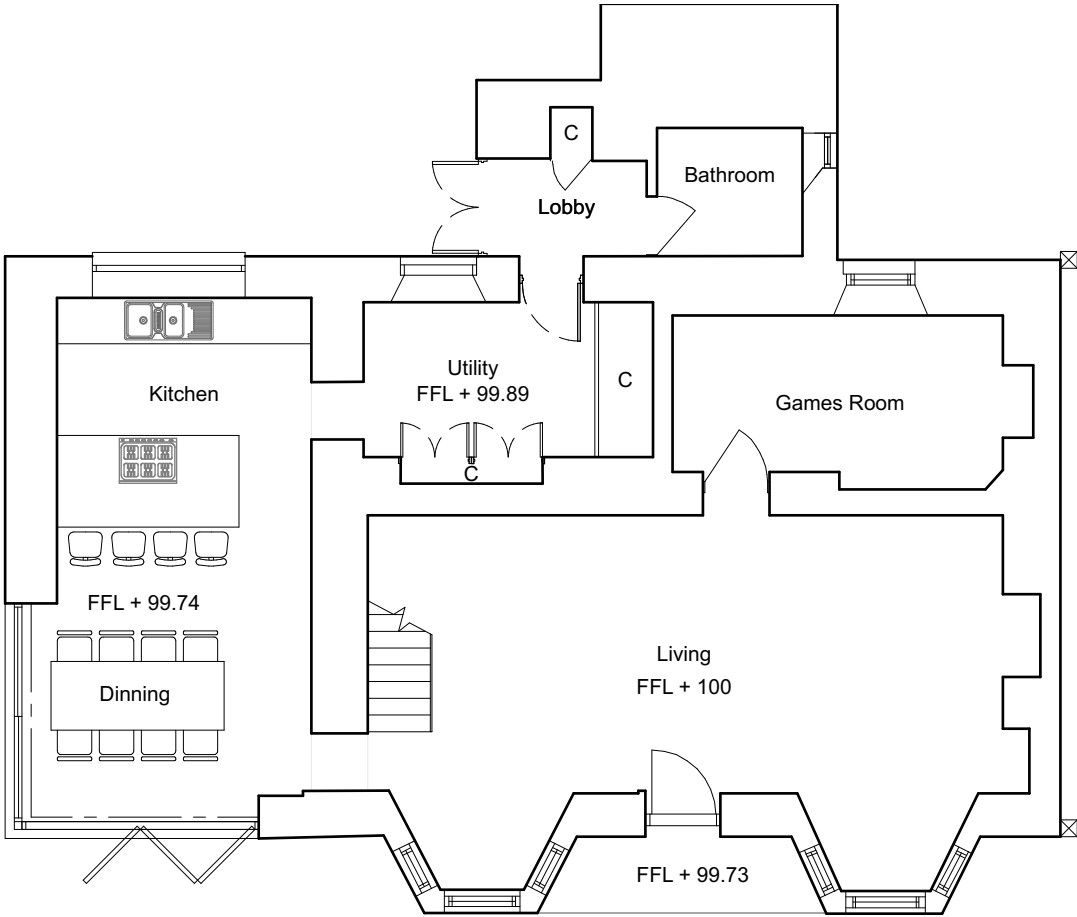 C
Bathroom
Lobby
Utility
FFL + 99.89
C
Kitchen
Games Room
C
FFL + 99.74
Living
FFL + 100
Dinning
FFL + 99.73